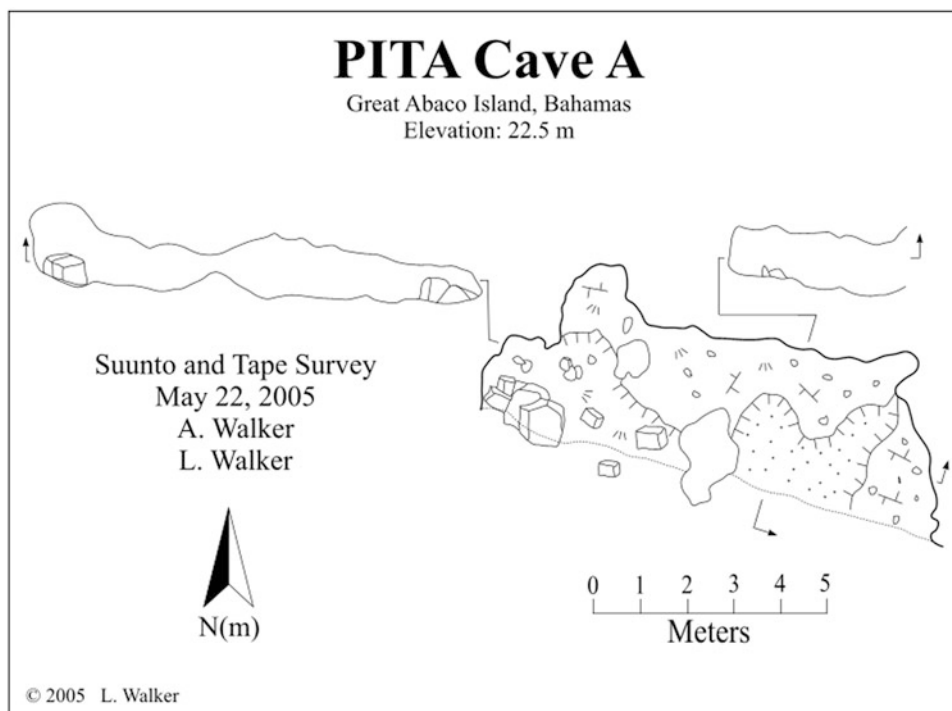 PITA Cave A
Great Abaco Island, Bahamas
Elevation: 22.5 m
Suunto and Tape Survey
May 22, 2005
A. Walker
L. Walker
N(m)
0 1 2 3 4 5
Meters
© 2005 L. Walker